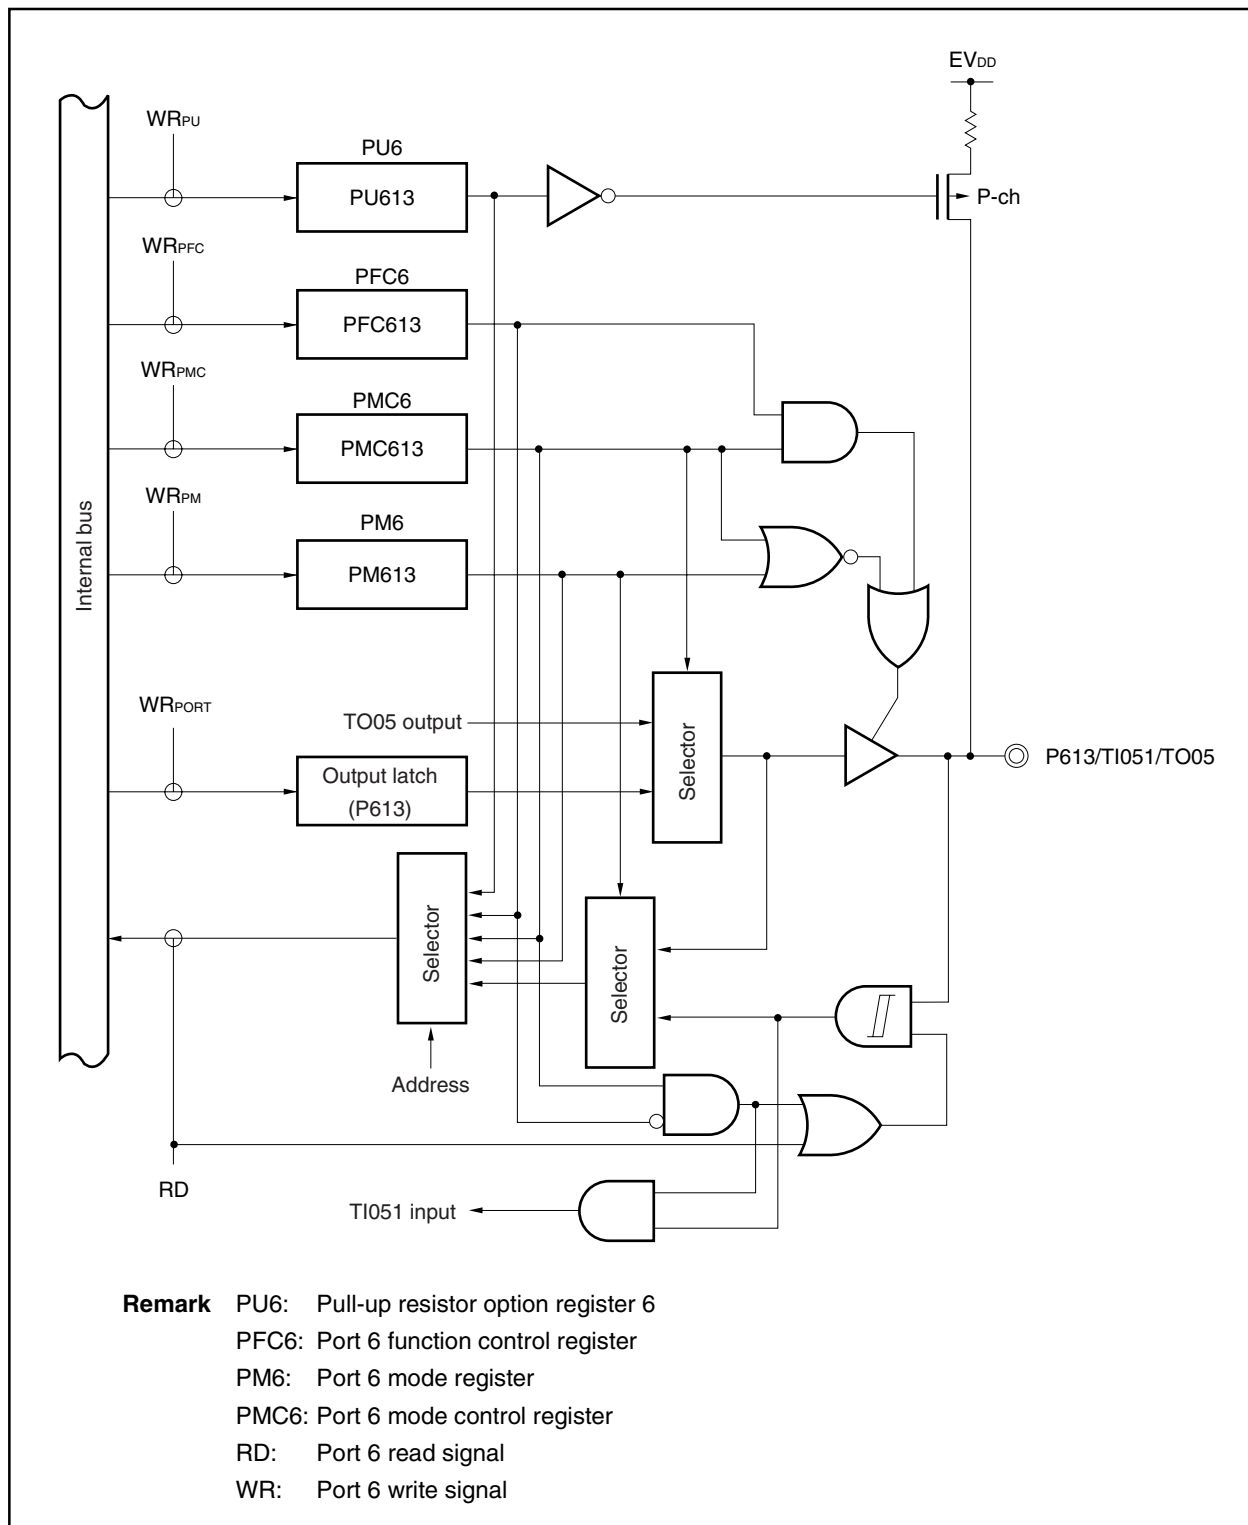 EVDD
WRPU
PU6
PU613
P-ch
WRPFC
PFC6
PFC613
WRPMC
PMC6
PMC613
WRPM
PM6
PM613
Internal bus
WRPORT
TO05 output
Output latch
(P613)
Selector
P613/TI051/TO05
Selector
Selector
Address
RD
TI051 input
Remark PU6: Pull-up resistor option register 6
PFC6: Port 6 function control register
PM6: Port 6 mode register
PMC6: Port 6 mode control register
RD: Port 6 read signal
WR: Port 6 write signal